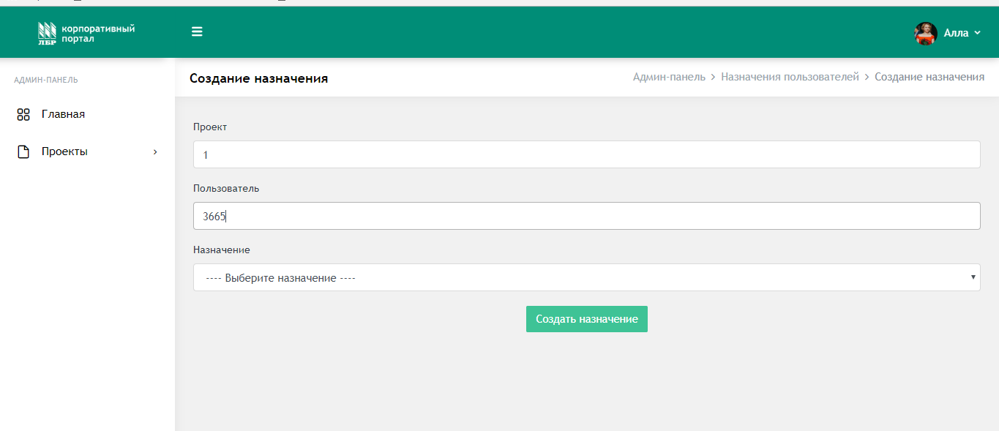 ЛБР
корпоративный
портал
Алла
АДМИН-ПАНЕЛЬ
Главная
Проекты
Создание назначения
Админ-панель > Назначения пользователей > Создание назначения
Проект
1
Пользователь
3665
Назначение
---- Выберите назначение ----
Создать назначение